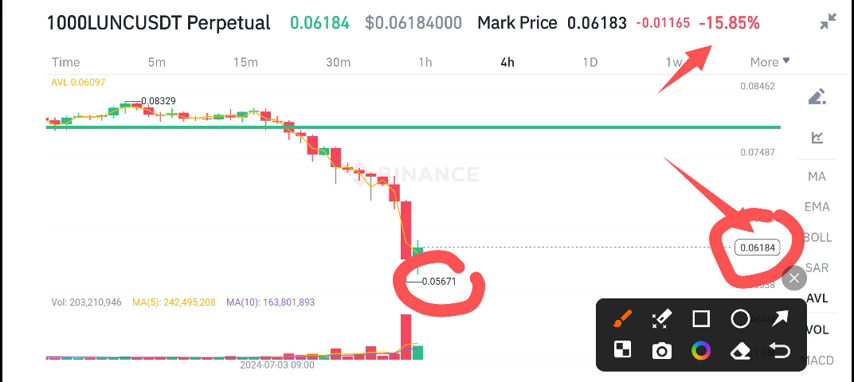 1000LUNCUSDT Perpetual 0.06184 $0.06184000 Mark Price 0.06183 -0.01165 -15.85%
Time 5m 15m 30m 1h 4h 1D 1w More
AVL 0.06097
0.08462
0.08329
0.07487
BINANCE
MA
EMA
0.06184
BOLL
SAR
0.05671
AVL
Vol: 203,210,946 MA(5): 242,495,208 MA(10): 163,801,893
VOL
MACD
2024-07-03 09:00